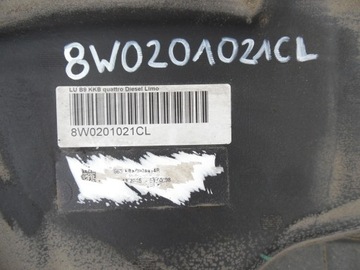 8W0201021CL
LU B9 KKB quattro Diesel Limo
8W0201021CL